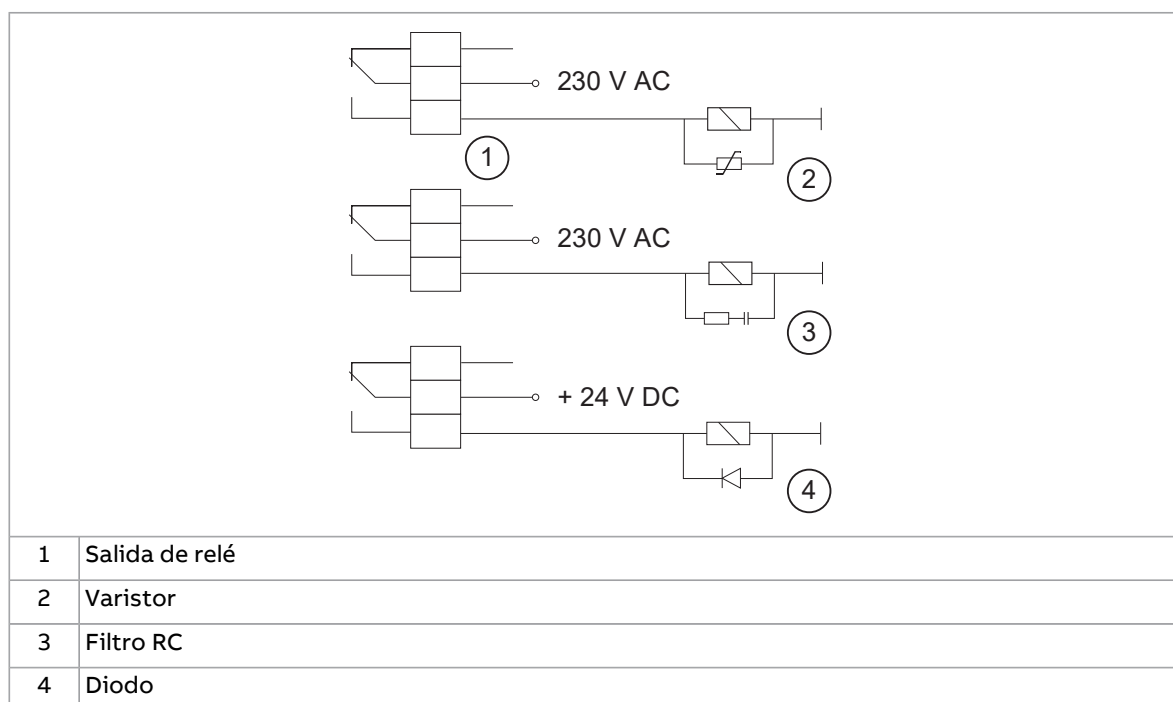 230 V AC
1
2
230 V AC
3
+ 24 V DC
4
1 Salida de relé
2 Varistor
3 Filtro RC
4 Diodo